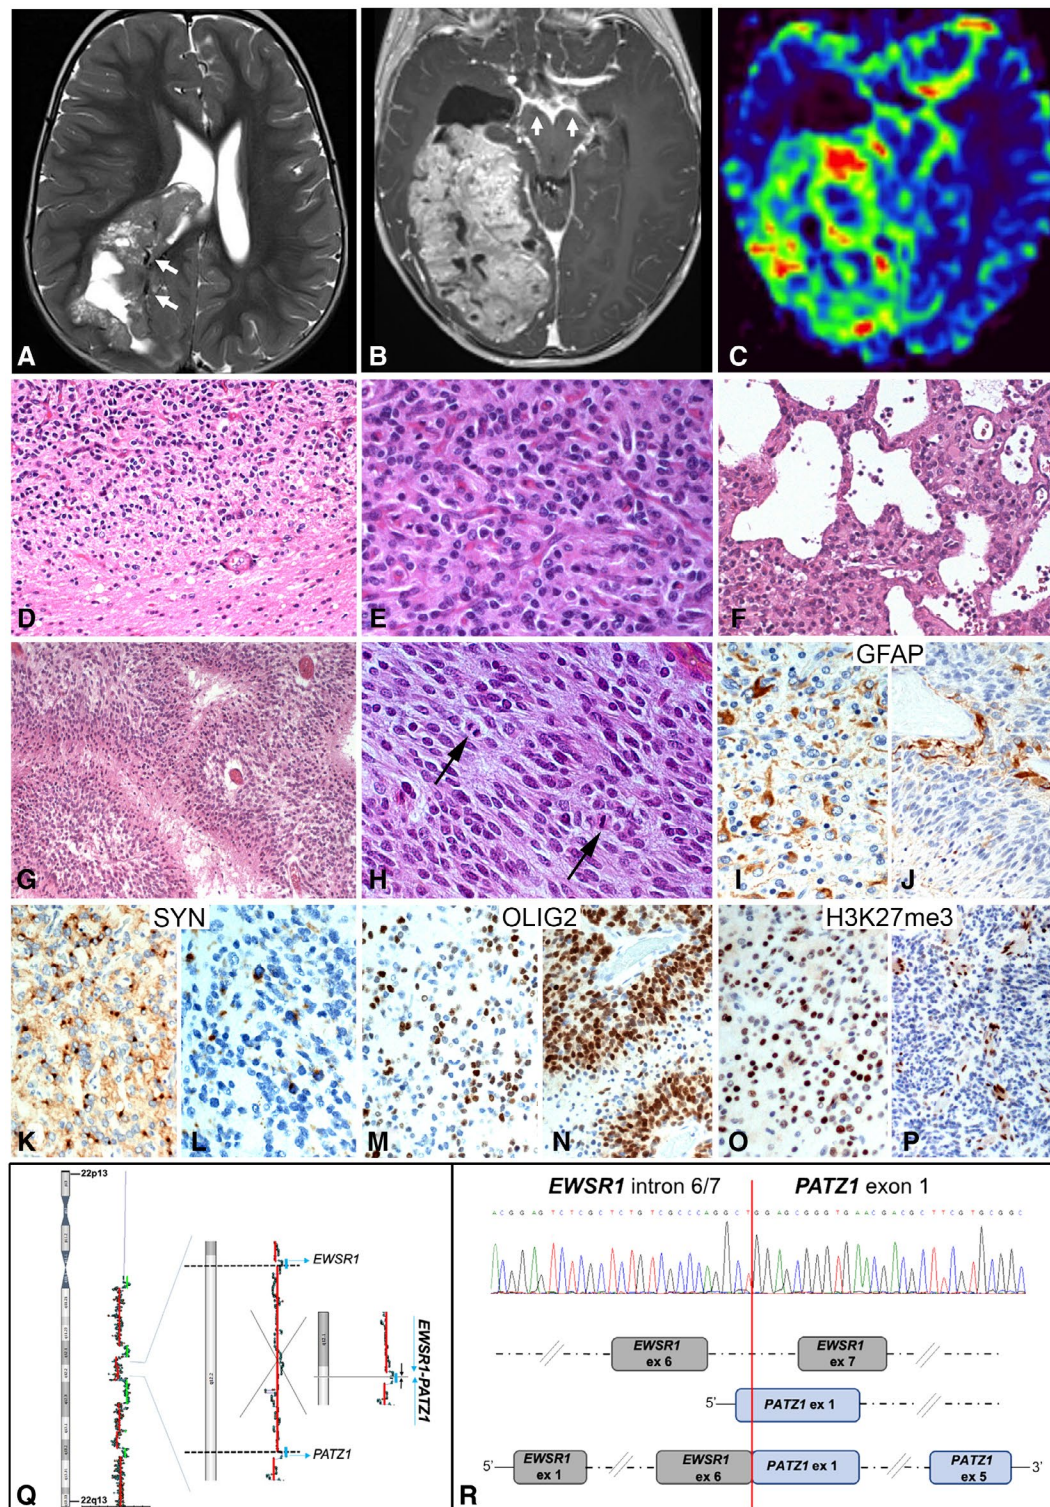 A
B
C
D
E
F
GFAP
G
H
I
J
SYN
OLIG2
H3K27me3
K
L
M
N
O
P
22p13
EWSR1
EWSR1-PATZ1
PATZ1
22q13
Q
EWSR1 intron 6/7
PATZ1 exon 1
A C G G A G T C T C G C T C T G T C G C C C A G G C T G G A G C G G G T G A A C G A C G C T T C G T G C G G C
EWSR1
ex 6
EWSR1
ex 7
5'
PATZ1 ex 1
5'
EWSR1
ex 1
EWSR1
ex 6
PATZ1 ex 1
PATZ1
ex 5
3'
R